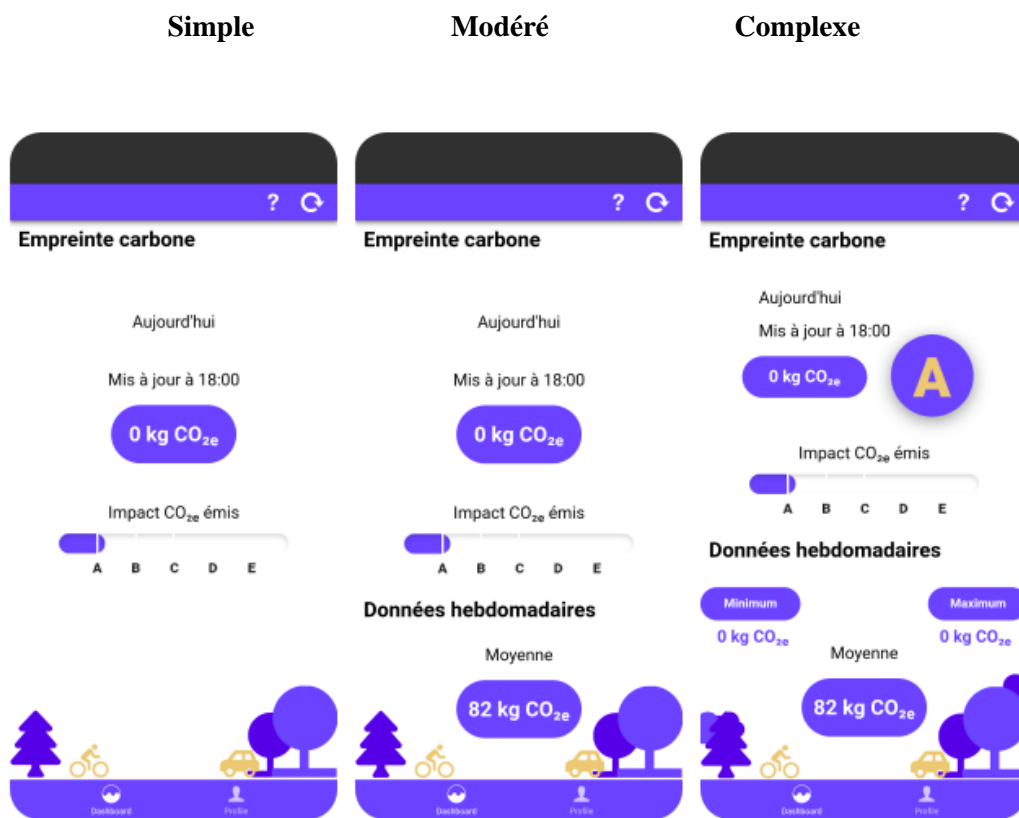 Simple Modéré Complexe
?
Empreinte carbone
Aujourd'hui
Mis à jour à 18:00
0 kg CO₂e
Impact CO₂e émis
A B C D E
Dashboard Profile
?
Empreinte carbone
Aujourd'hui
Mis à jour à 18:00
0 kg CO₂e
Impact CO₂e émis
A B C D E
Données hebdomadaires
Moyenne
82 kg CO₂e
Dashboard Profile
?
Empreinte carbone
Aujourd'hui
Mis à jour à 18:00
0 kg CO₂e A
Impact CO₂e émis
A B C D E
Données hebdomadaires
Minimum Maximum
0 kg CO₂e 0 kg CO₂e
Moyenne
82 kg CO₂e
Dashboard Profile